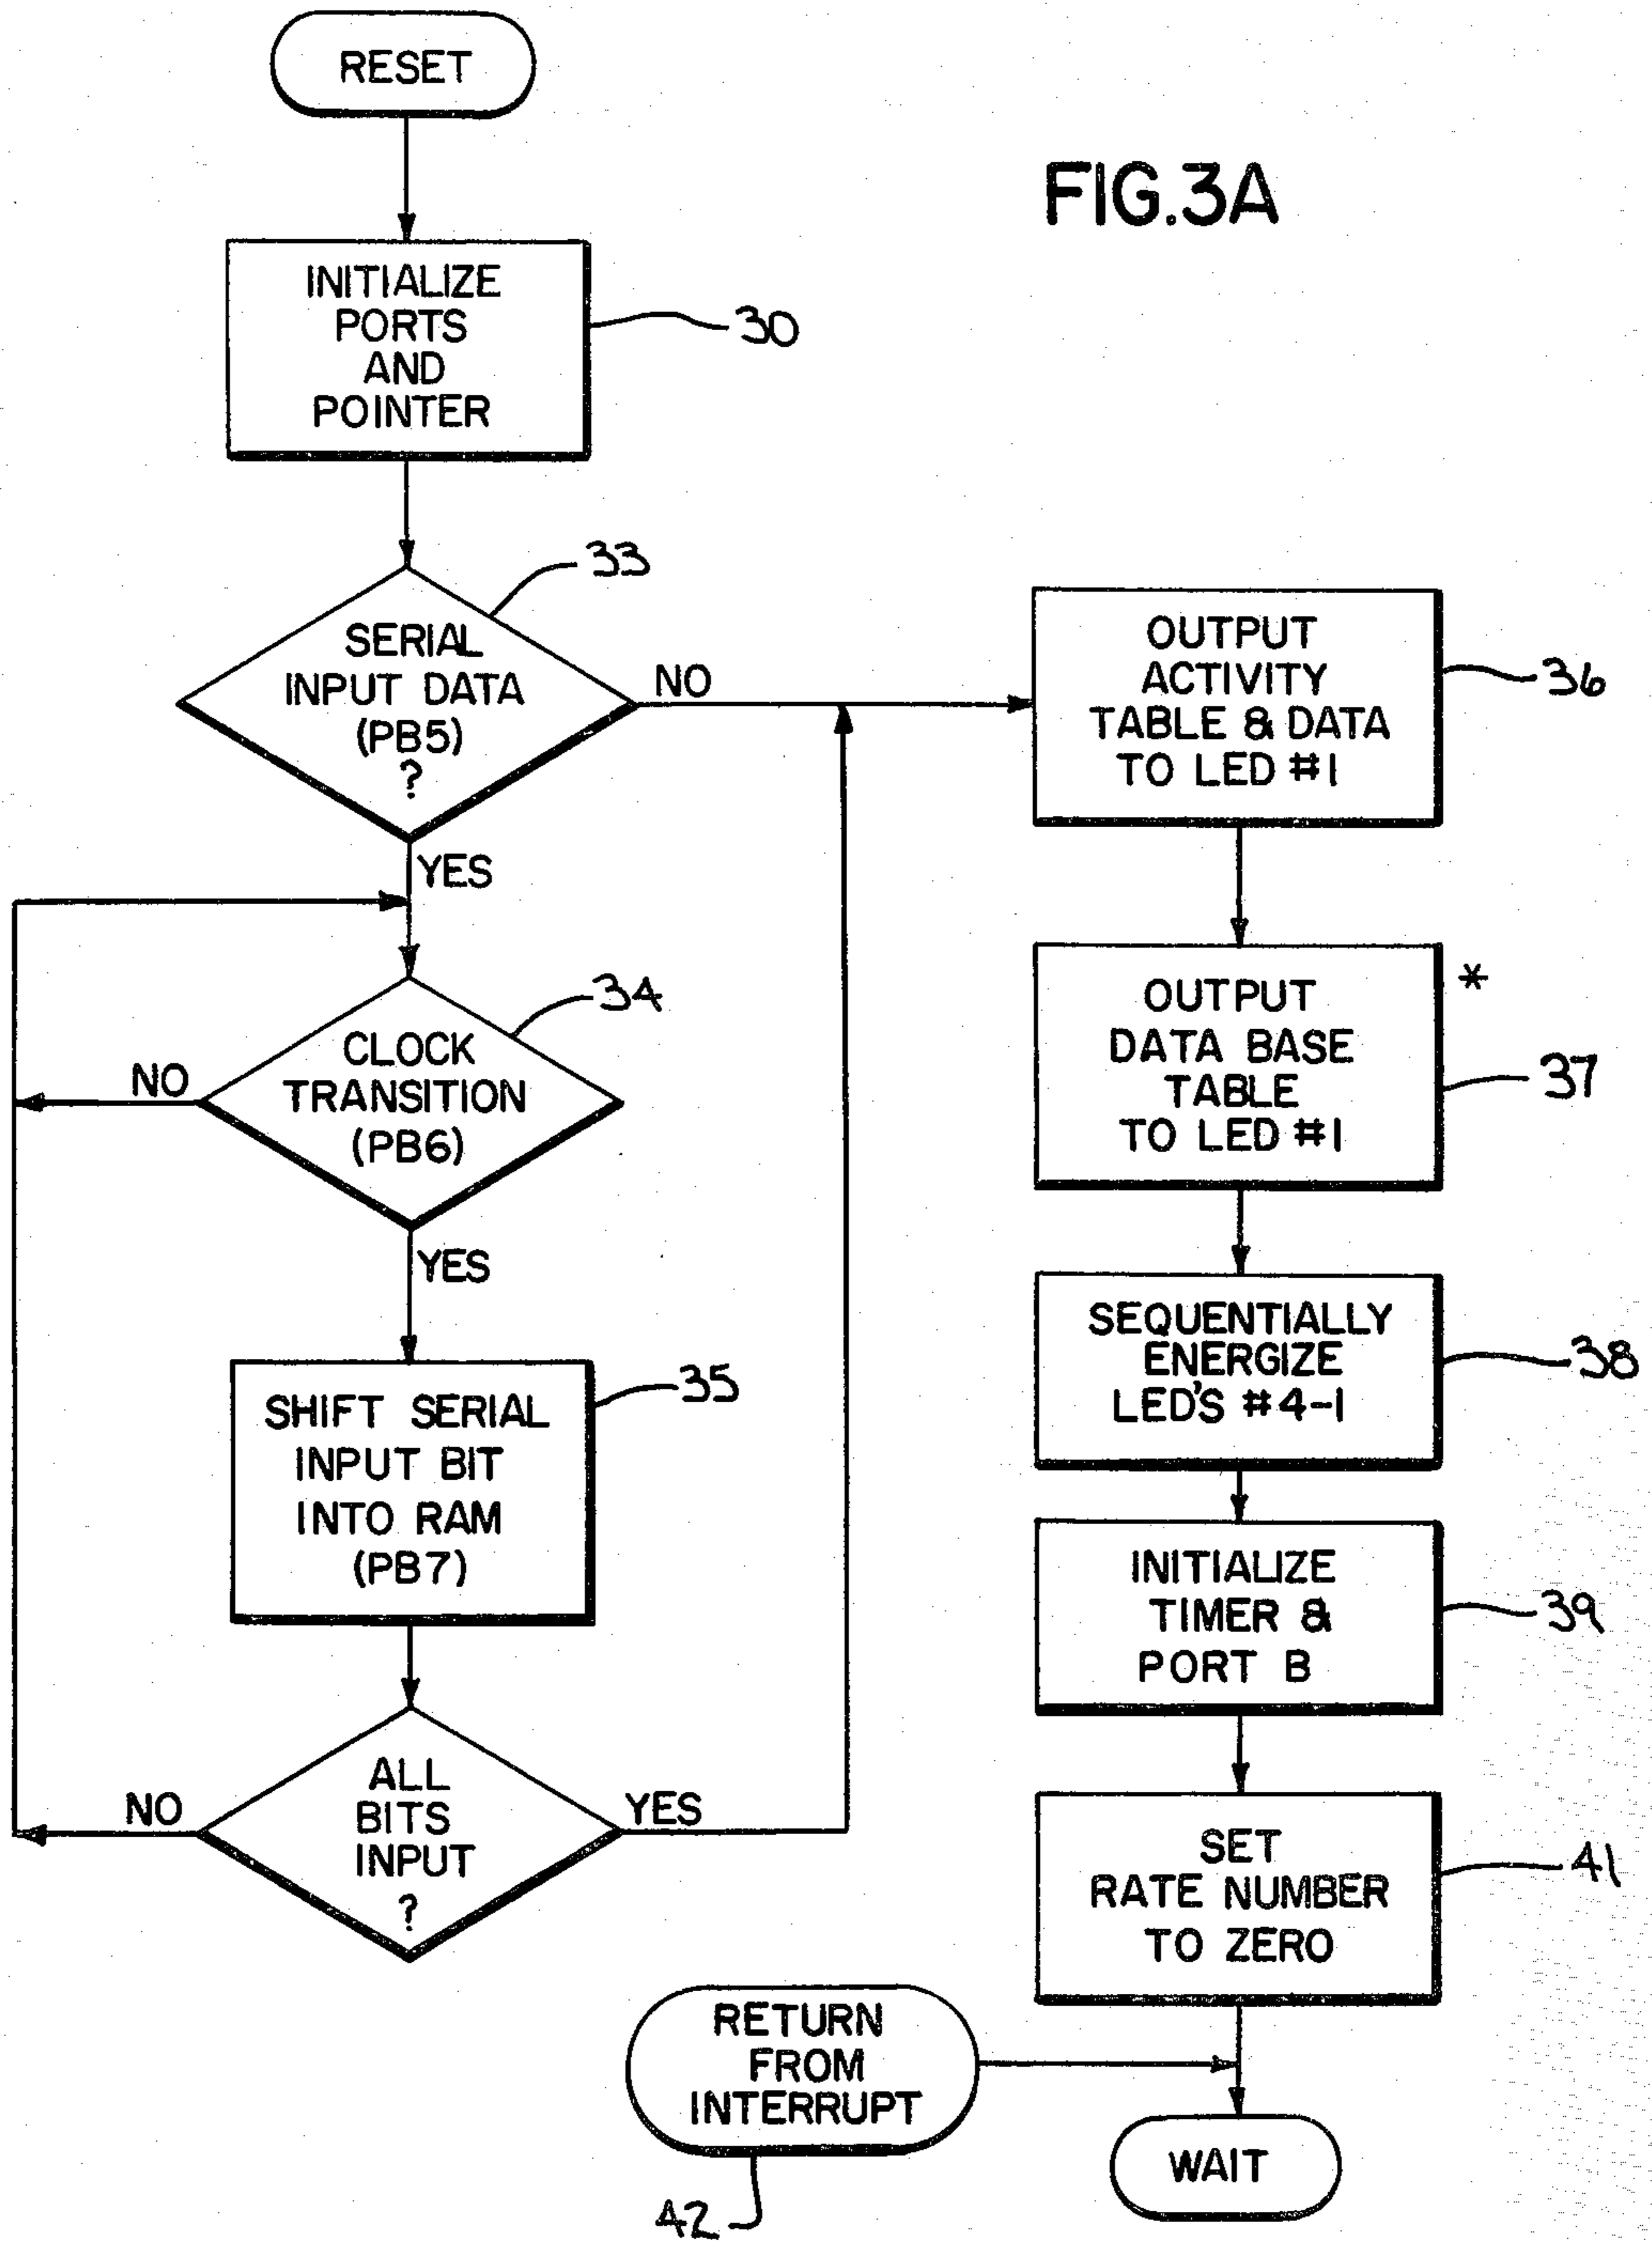 RESET
FIG.3A
INITIALIZE
PORTS
AND
POINTER
30
33
SERIAL
INPUT DATA
(PB5)
?
NO
YES
34
CLOCK
TRANSITION
(PB6)
NO
YES
35
SHIFT SERIAL
INPUT BIT
INTO RAM
(PB7)
ALL
BITS
INPUT
?
NO
YES
OUTPUT
ACTIVITY
TABLE & DATA
TO LED #1
36
OUTPUT
DATA BASE
TABLE
TO LED #1
*
37
SEQUENTIALLY
ENERGIZE
LED'S #4-1
38
INITIALIZE
TIMER &
PORT B
39
SET
RATE NUMBER
TO ZERO
41
RETURN
FROM
INTERRUPT
42
WAIT